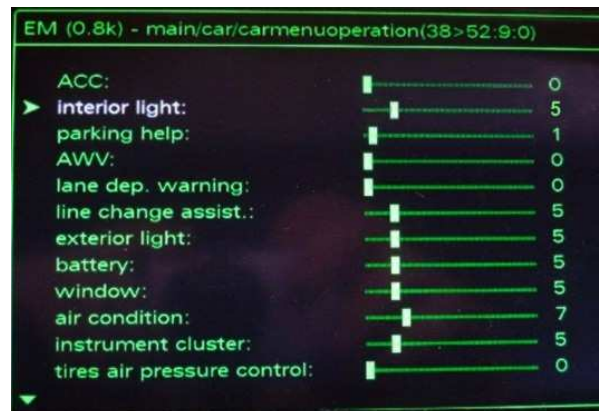 EM (0.8k) - main/car/carmenuoperation(38>52:9:0)
ACC: 0
interior light: 5
parking help: 1
AWV: 0
lane dep. warning: 0
line change assist.: 5
exterior light: 5
battery: 5
window: 5
air condition: 7
instrument cluster: 5
tires air pressure control: 0